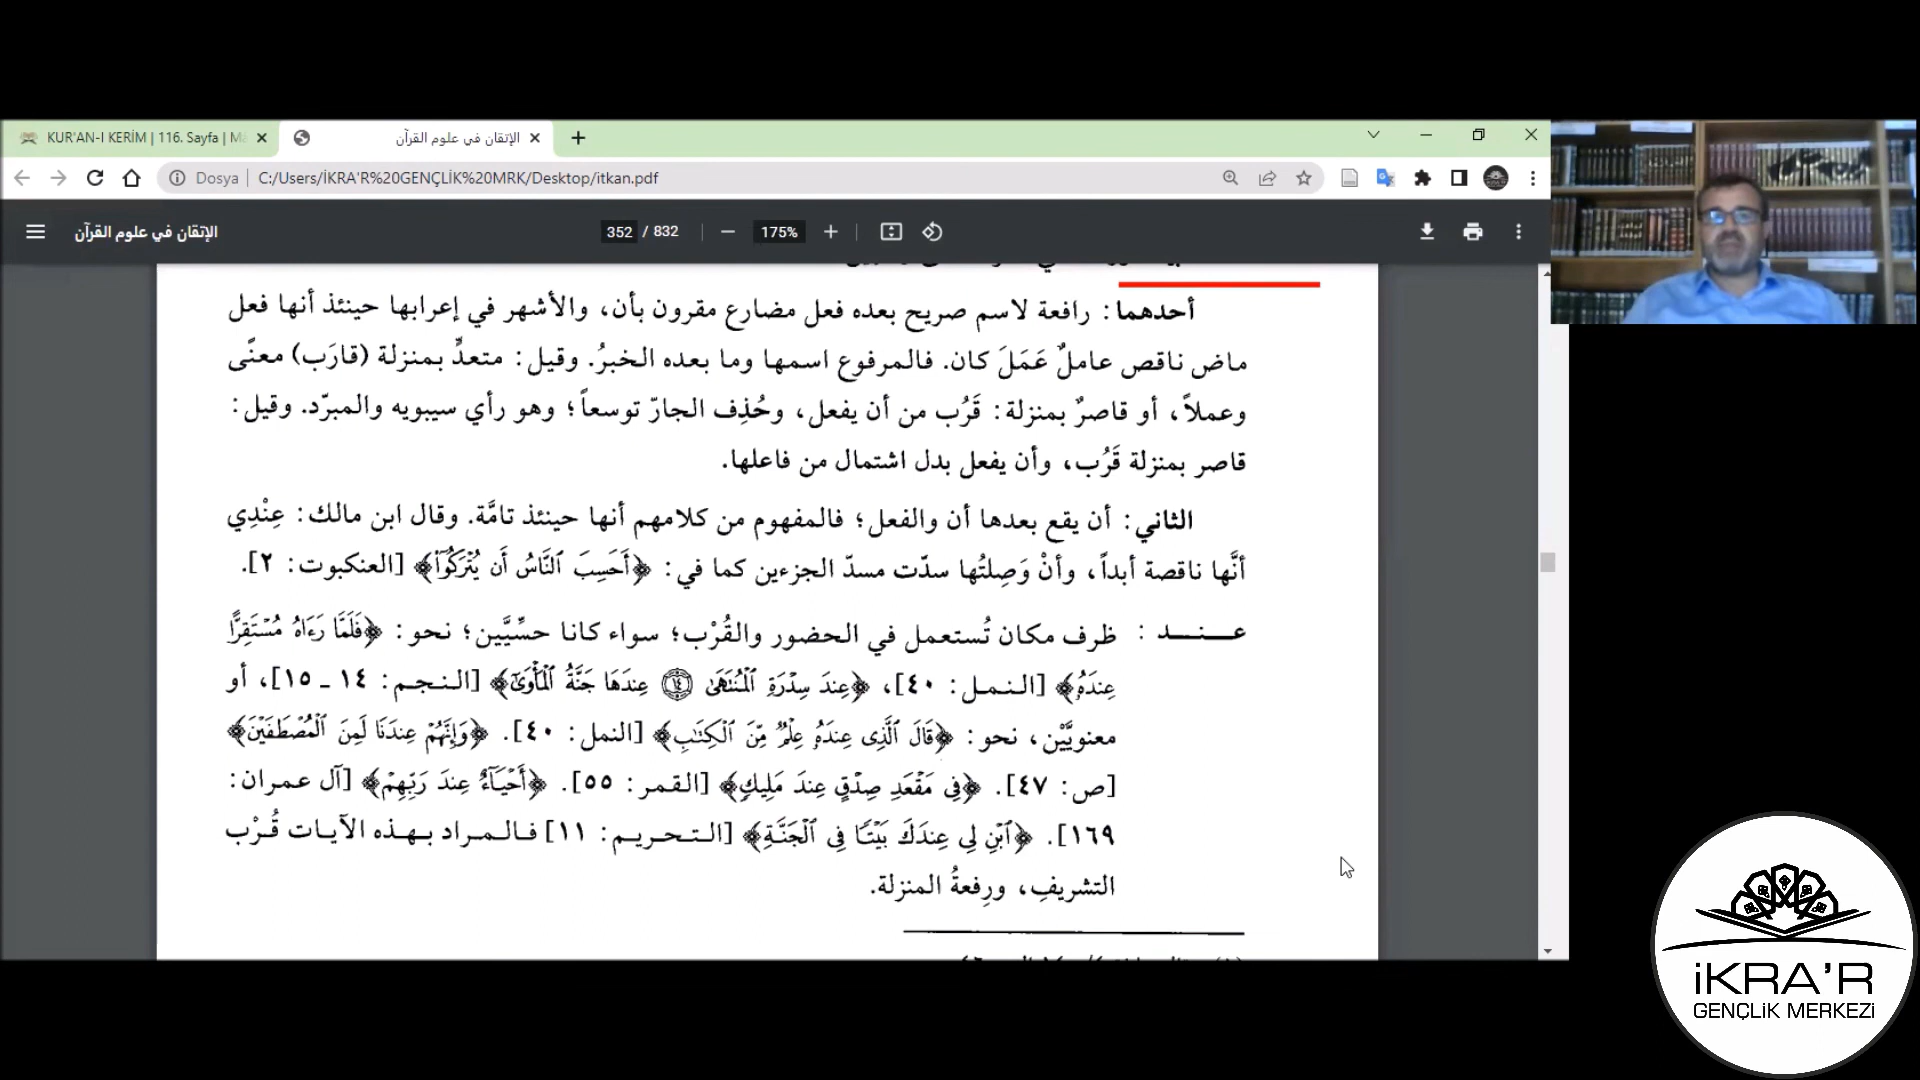 KUR'AN-I KERİM | 116. Sayfa | M
الإتقان في علوم القرآن
Dosya
C:/Users/İKRA'R%20GENÇLİK%20MRK/Desktop/itkan.pdf
الإتقان في علوم القرآن
352 / 832
175%
أحدهما: رافعة لاسم صريح بعده فعل مضارع مقرون بأن، والأشهر في إعرابها حينئذ أنها فعل
ماض ناقص عاملٌ عَمَلَ كان. فالمرفوع اسمها وما بعده الخبرُ. وقيل: متعدٍّ بمنزلة (قارَب) معنًى
وعملاً، أو قاصرٌ بمنزلة: قَرُب من أن يفعل، وحُذِف الجارّ توسعاً؛ وهو رأي سيبويه والمبرّد. وقيل:
قاصر بمنزلة قَرُب، وأن يفعل بدل اشتمال من فاعلها.
الثاني: أن يقع بعدها أن والفعل؛ فالمفهوم من كلامهم أنها حينئذ تامَّة. وقال ابن مالك: عِنْدِي
أنَّها ناقصة أبداً، وأنْ وَصِلتُها سدّت مسدّ الجزءين كما في: ﴿أَحَسِبَ ٱلنَّاسُ أَن يُتْرَكُوٓا۟﴾ [العنكبوت: ٢].
عـنـد : ظرف مكان تُستعمل في الحضور والقُرْب؛ سواء كانا حسِّيَّين؛ نحو: ﴿فَلَمَّا رَءَاهُ مُسْتَقِرًّا
عِندَهُۥ﴾ [النمل: ٤٠]، ﴿عِندَ سِدْرَةِ ٱلْمُنتَهَىٰ ١٤ عِندَهَا جَنَّةُ ٱلْمَأْوَىٰٓ﴾ [النجم: ١٤ ـ ١٥]، أو
معنويَّيْن، نحو: ﴿قَالَ ٱلَّذِى عِندَهُۥ عِلْمٌ مِّنَ ٱلْكِتَٰبِ﴾ [النمل: ٤٠]. ﴿وَإِنَّهُمْ عِندَنَا لَمِنَ ٱلْمُصْطَفَيْنَ﴾
[ص: ٤٧]. ﴿فِى مَقْعَدِ صِدْقٍ عِندَ مَلِيكٍ﴾ [القمر: ٥٥]. ﴿أَحْيَآءٌ عِندَ رَبِّهِمْ﴾ [آل عمران:
١٦٩]. ﴿ٱبْنِ لِى عِندَكَ بَيْتًا فِى ٱلْجَنَّةِ﴾ [التحريم: ١١] فالمراد بهذه الآيات قُرْب
التشريفِ، ورِفعةُ المنزلة.
iKRA'R
GENÇLİK MERKEZİ